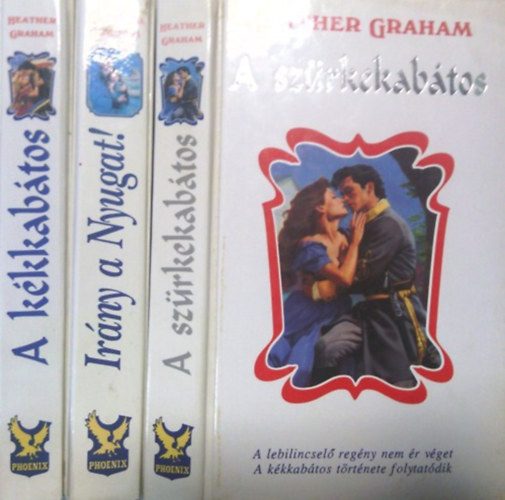 HEATHER
GRAHAM
A kékkabátos
PHOENIX
Irány a Nyugat!
PHOENIX
HEATHER
GRAHAM
A szürkekabátos
PHOENIX
GRAHAM
A szürkekabátos
A lebilincselő regény nem ér véget
A kékkabátos története folytatódik